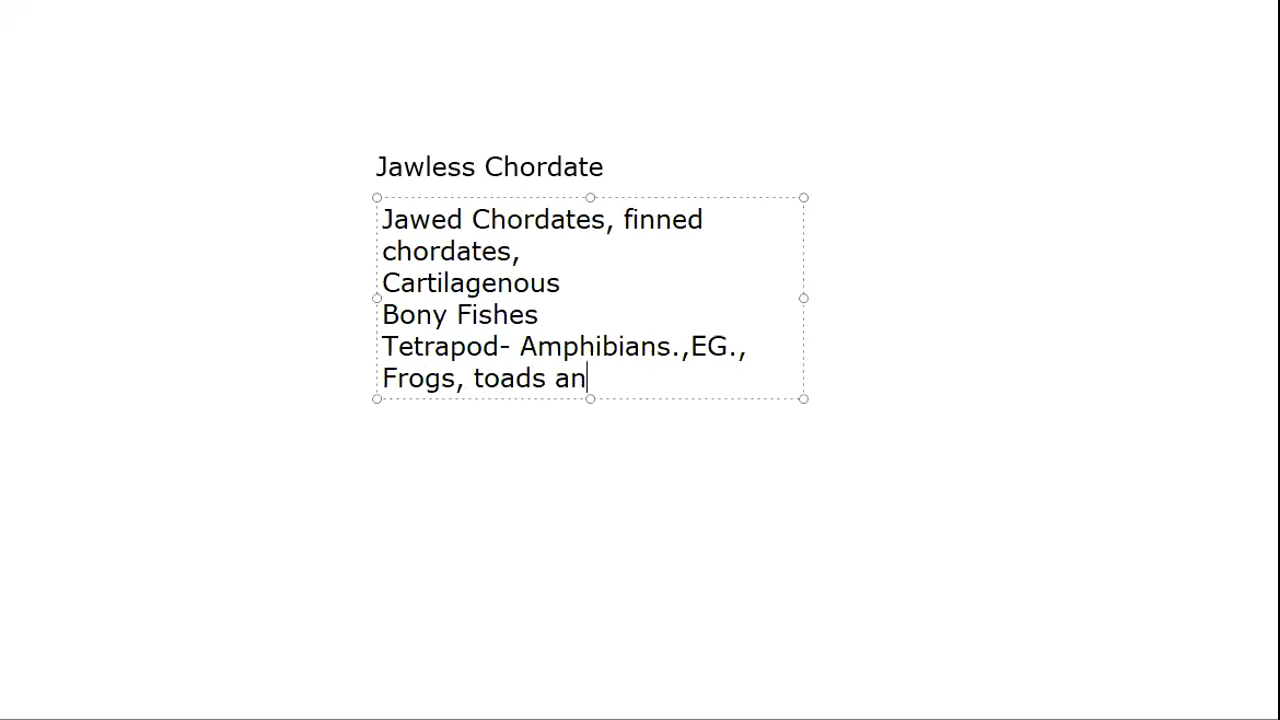 Jawless Chordate
Jawed Chordates, finned
chordates,
Cartilagenous
Bony Fishes
Tetrapod- Amphibians.,EG.,
Frogs, toads an